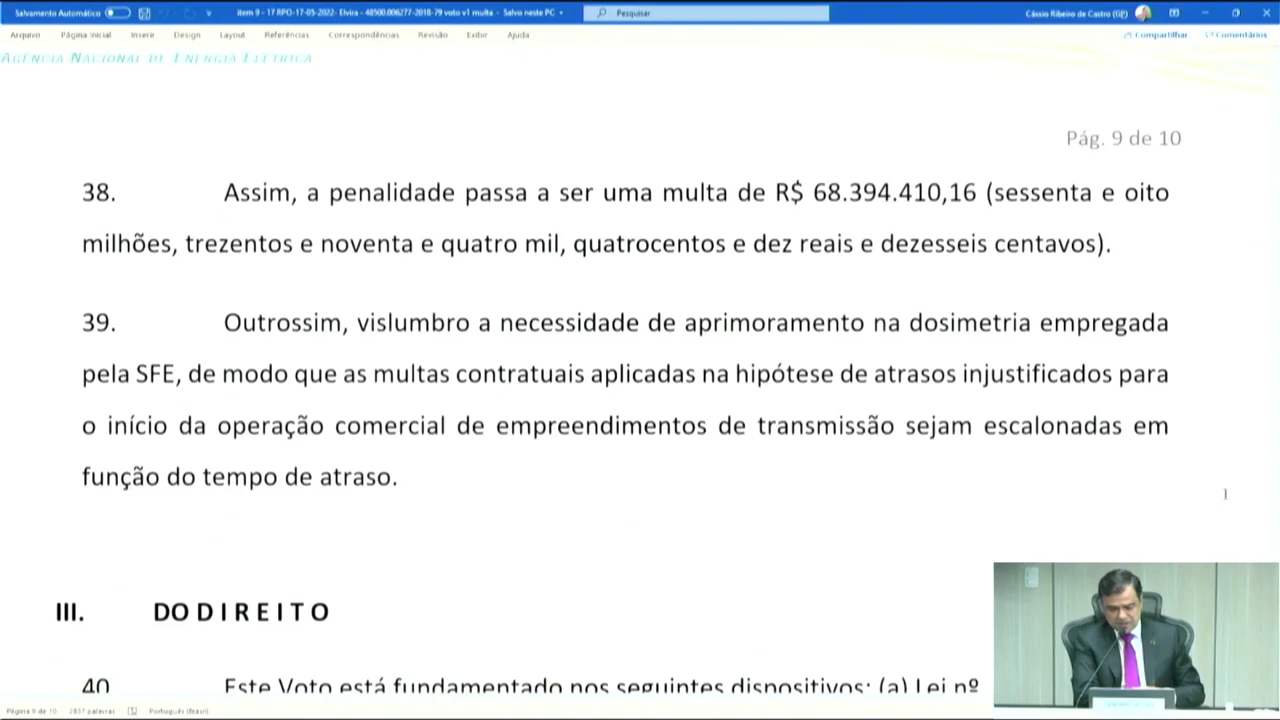 Salvamento Automático
item 9 - 17 RPO-17-05-2022- Elvira - 48500.006277-2018-79 voto v1 multa - Salvo neste PC
Pesquisar
Cássio Ribeiro de Castro (GP)
Arquivo Página Inicial Inserir Design Layout Referências Correspondências Revisão Exibir Ajuda
Compartilhar Comentários
AGÊNCIA NACIONAL DE ENERGIA ELÉTRICA
Pág. 9 de 10
38. Assim, a penalidade passa a ser uma multa de R$ 68.394.410,16 (sessenta e oito
milhões, trezentos e noventa e quatro mil, quatrocentos e dez reais e dezesseis centavos).
39. Outrossim, vislumbro a necessidade de aprimoramento na dosimetria empregada
pela SFE, de modo que as multas contratuais aplicadas na hipótese de atrasos injustificados para
o início da operação comercial de empreendimentos de transmissão sejam escalonadas em
função do tempo de atraso.
III. DO D I R E I T O
40 Este Voto está fundamentado nos seguintes dispositivos: (a) Lei nº
Página 9 de 10 2837 palavras Português (Brasil)